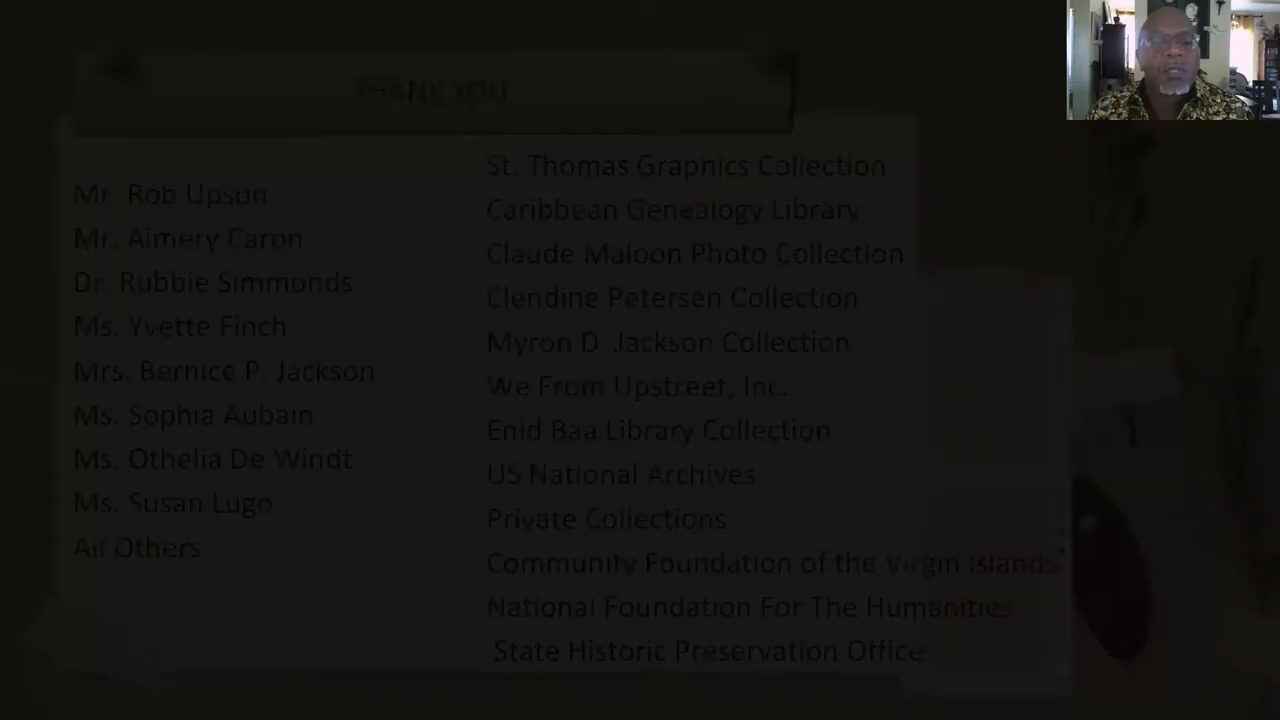 THANK YOU
Mr. Rob Upson
Mr. Aimery Caron
Dr. Rubbie Simmonds
Ms. Yvette Finch
Mrs. Bernice P. Jackson
Ms. Sophia Aubain
Ms. Othelia De Windt
Ms. Susan Lugo
All Others
St. Thomas Grapnics Collection
Caribbean Genealogy Library
Claude Maloon Photo Collection
Clendine Petersen Collection
Myron D. Jackson Collection
We From Upstreet, Inc.
Enid Baa Library Collection
US National Archives
Private Collections
Community Foundation of the Virgin Islands
National Foundation For The Humanities
State Historic Preservation Office